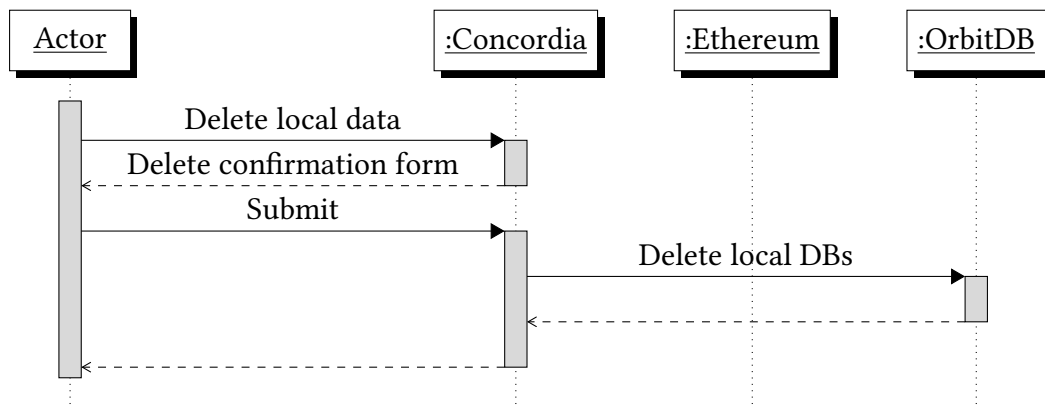 Actor
:Concordia
:Ethereum
:OrbitDB
Delete local data
Delete confirmation form
Submit
Delete local DBs